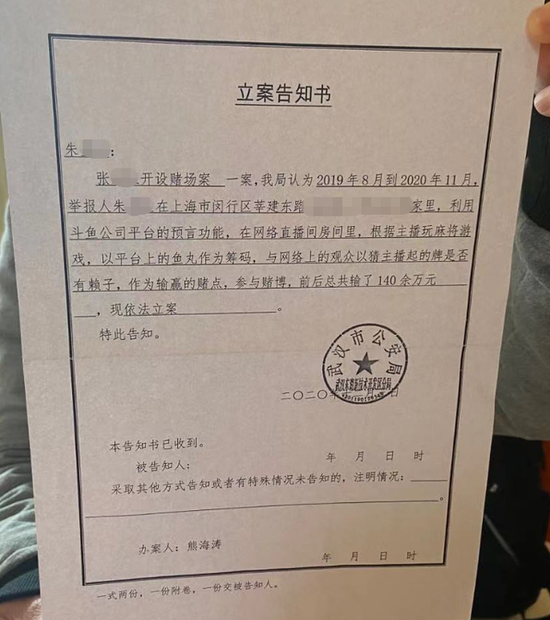 立案告知书
朱：
张 开设赌场案 一案，我局认为 2019年8月到2020年11月，
举报人朱 在上海市闵行区莘建东路 家里，利用
斗鱼公司平台的预言功能，在网络直播间房间里，根据主播玩麻将游
戏，以平台上的鱼丸作为筹码，与网络上的观众以猜主播起的牌是否
有赖子，作为输赢的赌点，参与赌博，前后总共输了140余万元
，现依法立案 。
特此告知。
武汉市公安局
二〇二〇年 日
本告知书已收到。
被告知人： 年 月 日 时
采取其他方式告知或者有特殊情况未告知的，注明情况：
。
办案人：熊海涛
年 月 日 时
一式两份，一份附卷，一份交被告知人。